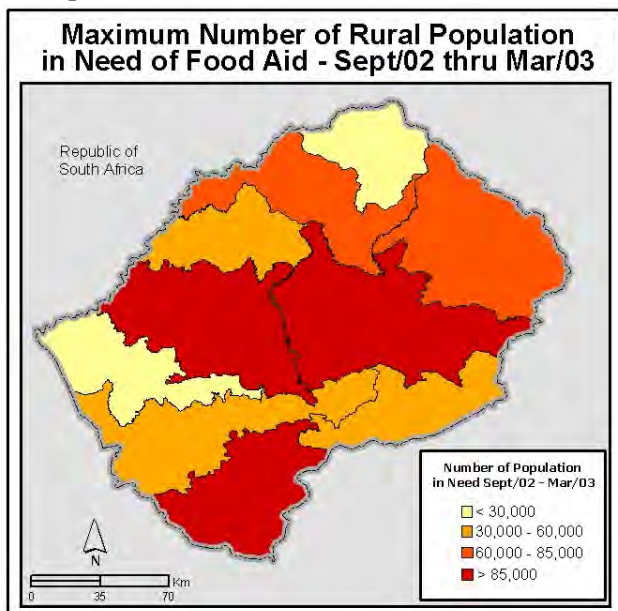 Maximum Number of Rural Population
in Need of Food Aid - Sept/02 thru Mar/03
Republic of
South Africa
Number of Population
in Need Sept/02 - Mar/03
< 30,000
30,000 - 60,000
60,000 - 85,000
> 85,000
N
Km
0 35 70